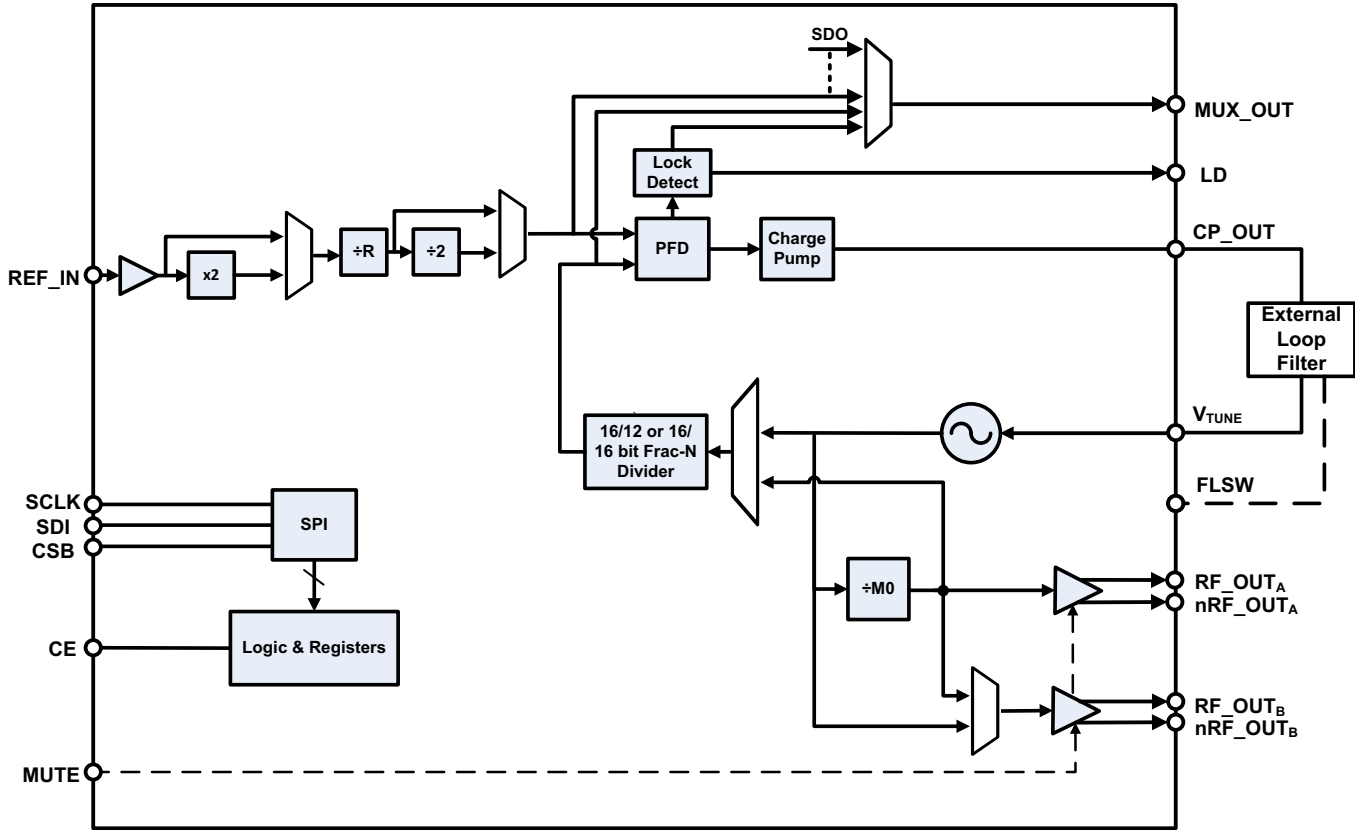 SDO
MUX_OUT
Lock
Detect
LD
REF_IN
x2
÷R
÷2
PFD
Charge
Pump
CP_OUT
External
Loop
Filter
16/12 or 16/
16 bit Frac-N
Divider
VTUNE
FLSW
SCLK
SDI
CSB
SPI
÷M0
RF_OUTA
nRF_OUTA
CE
Logic & Registers
RF_OUTB
nRF_OUTB
MUTE